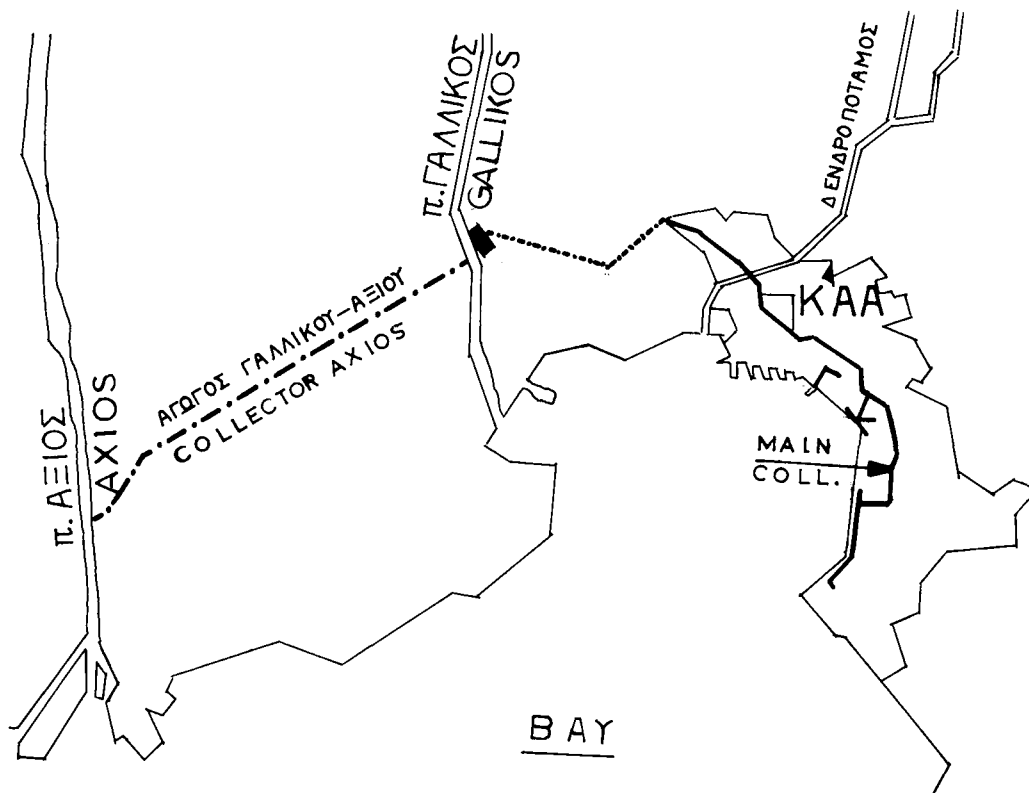 π. ΑΞΙΟΣ
AXIOS
ΑΓΩΓΟΣ ΓΑΛΛΙΚΟΥ-ΑΞΙΟΥ
COLLECTOR AXIOS
π. ΓΑΛΛΙΚΟΣ
GALLIKOS
ΔΕΝΔΡΟΠΟΤΑΜΟΣ
ΚΑΑ
MAIN
COLL.
BAY